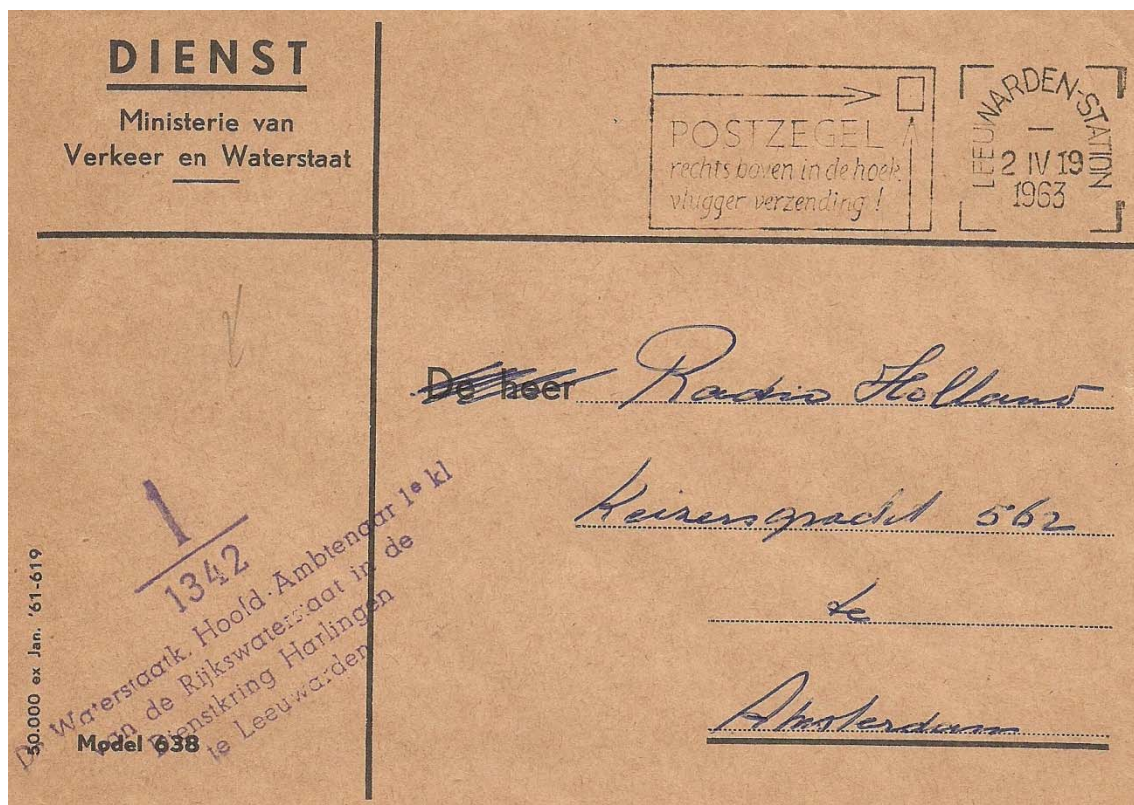 DIENST
Ministerie van
Verkeer en Waterstaat
POSTZEGEL
rechts boven in de hoek,
vlugger verzending!
LEEUWARDEN-STATION
2 IV 19
1963
De heer Radio Holland
Keizersgracht 562
te
Amsterdam
1
1342
De Waterstaatk. Hoofd-Ambtenaar 1e kl
van de Rijkswaterstaat in de
Dienstkring Harlingen
te Leeuwarden
50.000 ex Jan. '61-619
Model 638